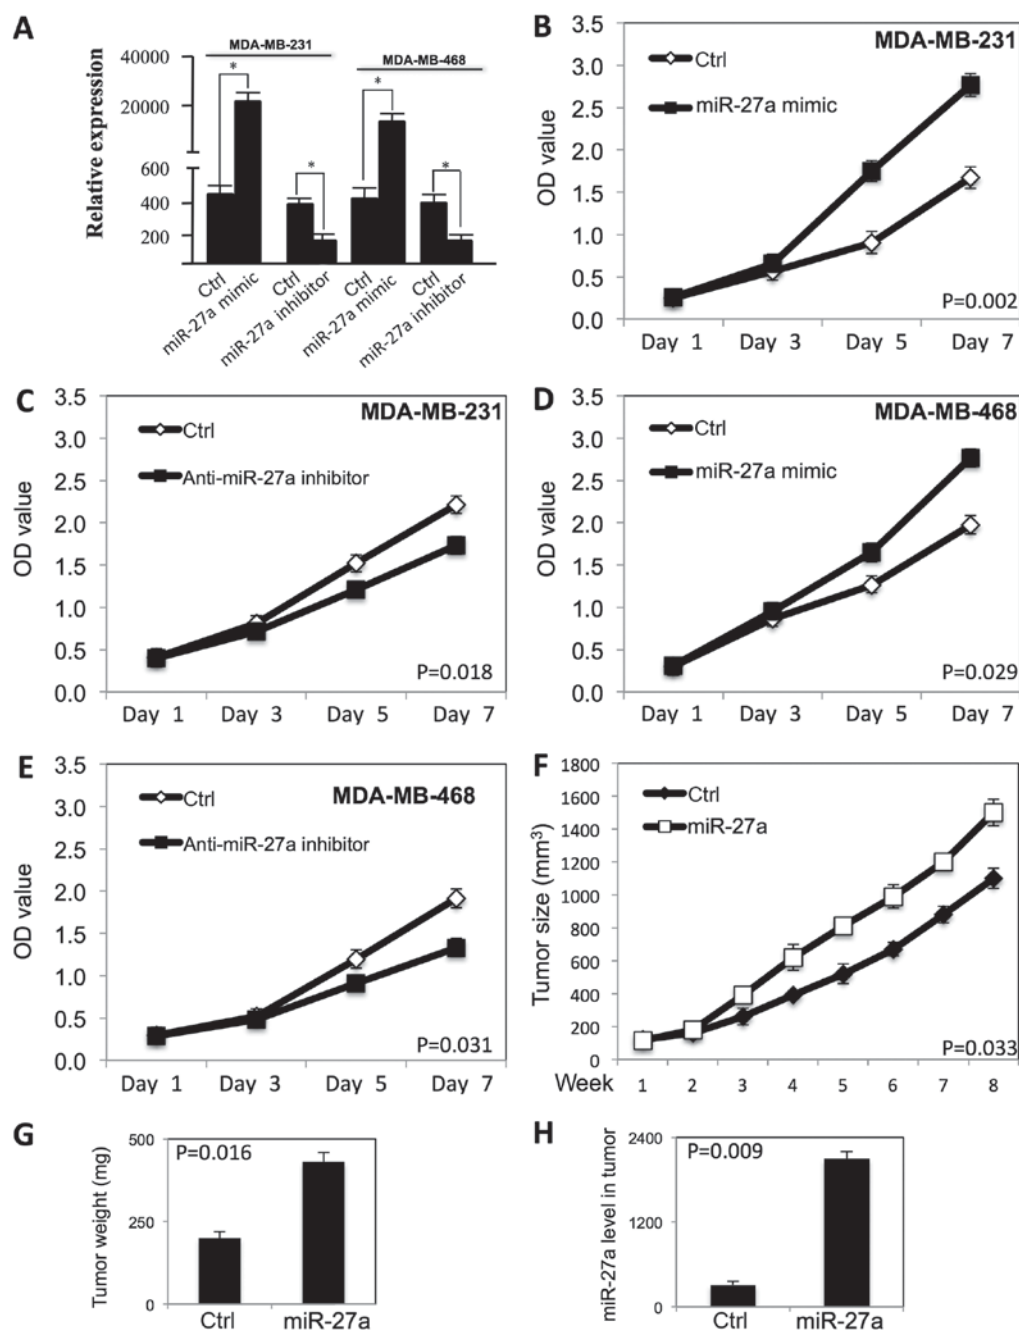 A
MDA-MB-231
MDA-MB-468
40000
20000
600
400
200
Relative expression
*
*
*
*
Ctrl
miR-27a mimic
Ctrl
miR-27a inhibitor
Ctrl
miR-27a mimic
Ctrl
miR-27a inhibitor
B
MDA-MB-231
Ctrl
miR-27a mimic
OD value
3.5
3.0
2.5
2.0
1.5
1.0
0.5
0.0
P=0.002
Day 1 Day 3 Day 5 Day 7
C
MDA-MB-231
Ctrl
Anti-miR-27a inhibitor
OD value
3.5
3.0
2.5
2.0
1.5
1.0
0.5
0.0
P=0.018
Day 1 Day 3 Day 5 Day 7
D
MDA-MB-468
Ctrl
miR-27a mimic
OD value
3.5
3.0
2.5
2.0
1.5
1.0
0.5
0.0
P=0.029
Day 1 Day 3 Day 5 Day 7
E
MDA-MB-468
Ctrl
Anti-miR-27a inhibitor
OD value
3.5
3.0
2.5
2.0
1.5
1.0
0.5
0.0
P=0.031
Day 1 Day 3 Day 5 Day 7
F
Ctrl
miR-27a
Tumor size (mm³)
1800
1600
1400
1200
1000
800
600
400
200
0
P=0.033
Week 1 2 3 4 5 6 7 8
G
P=0.016
Tumor weight (mg)
500
250
0
Ctrl miR-27a
H
P=0.009
miR-27a level in tumor
2400
1200
0
Ctrl miR-27a